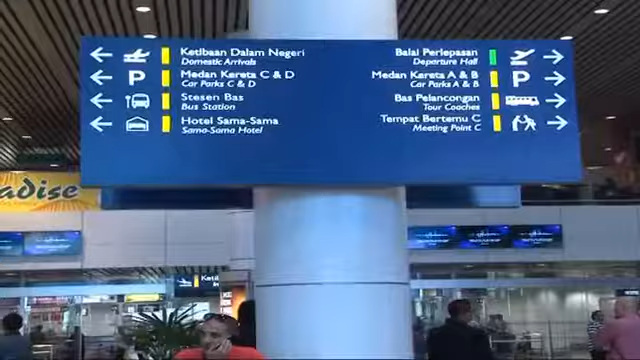 Ketibaan Dalam Negeri
Domestic Arrivals
P Medan Kereta C & D
Car Parks C & D
Stesen Bas
Bus Station
Hotel Sama-Sama
Sama-Sama Hotel
Balai Perlepasan
Departure Hall
Medan Kereta A & B P
Car Parks A & B
Bas Pelancongan
Tour Coaches
Tempat Bertemu C
Meeting Point C
adise